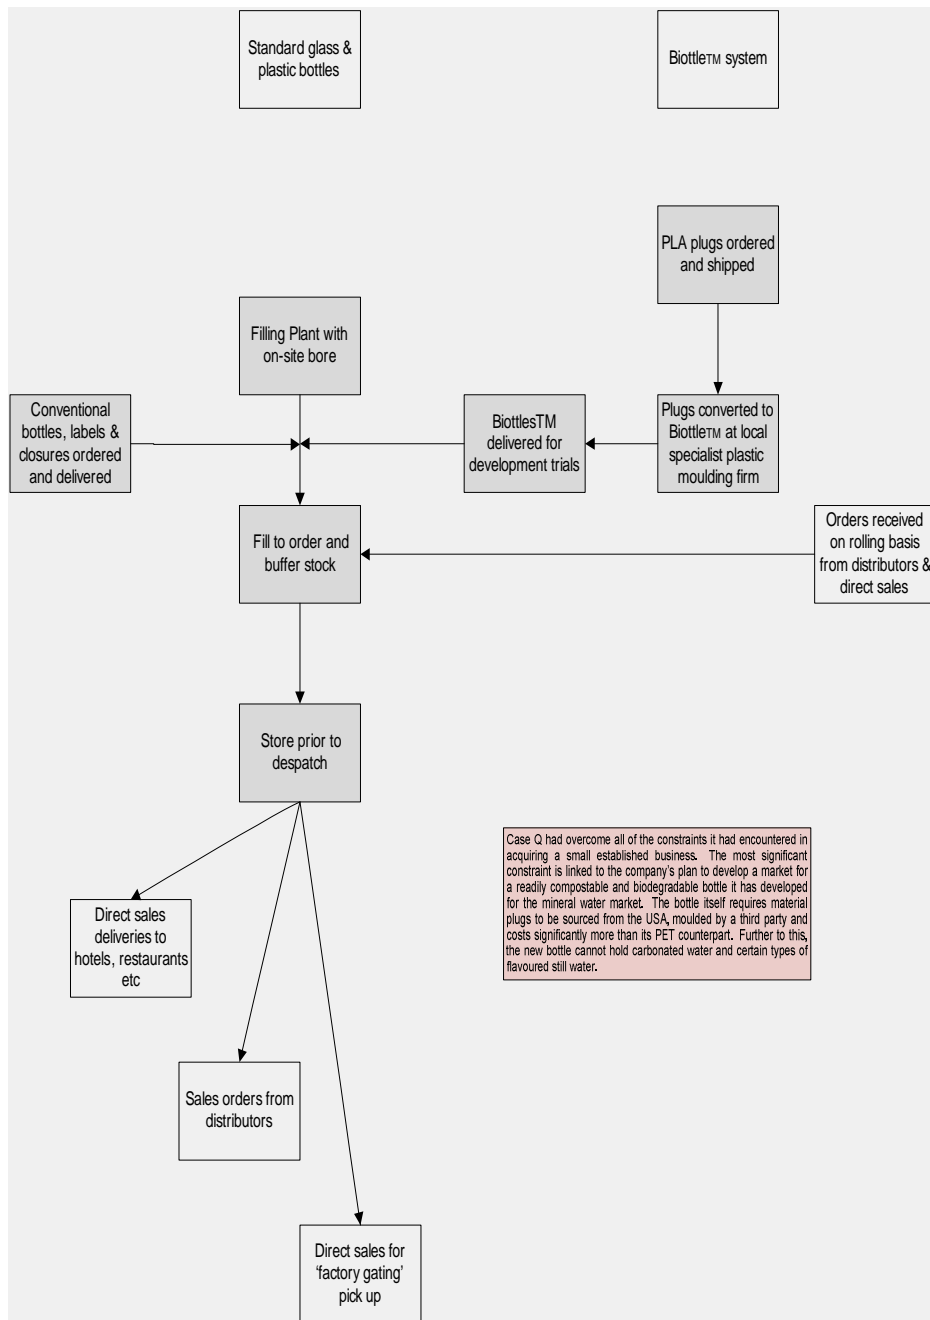 Standard glass &
plastic bottles
Biottle™ system
PLA plugs ordered
and shipped
Filling Plant with
on-site bore
Conventional
bottles, labels &
closures ordered
and delivered
BiottlesTM
delivered for
development trials
Plugs converted to
Biottle™ at local
specialist plastic
moulding firm
Fill to order and
buffer stock
Orders received
on rolling basis
from distributors &
direct sales
Store prior to
despatch
Case Q had overcome all of the constraints it had encountered in
acquiring a small established business. The most significant
constraint is linked to the company's plan to develop a market for
a readily compostable and biodegradable bottle it has developed
for the mineral water market. The bottle itself requires material
plugs to be sourced from the USA, moulded by a third party and
costs significantly more than its PET counterpart. Further to this,
the new bottle cannot hold carbonated water and certain types of
flavoured still water.
Direct sales
deliveries to
hotels, restaurants
etc
Sales orders from
distributors
Direct sales for
‘factory gating’
pick up